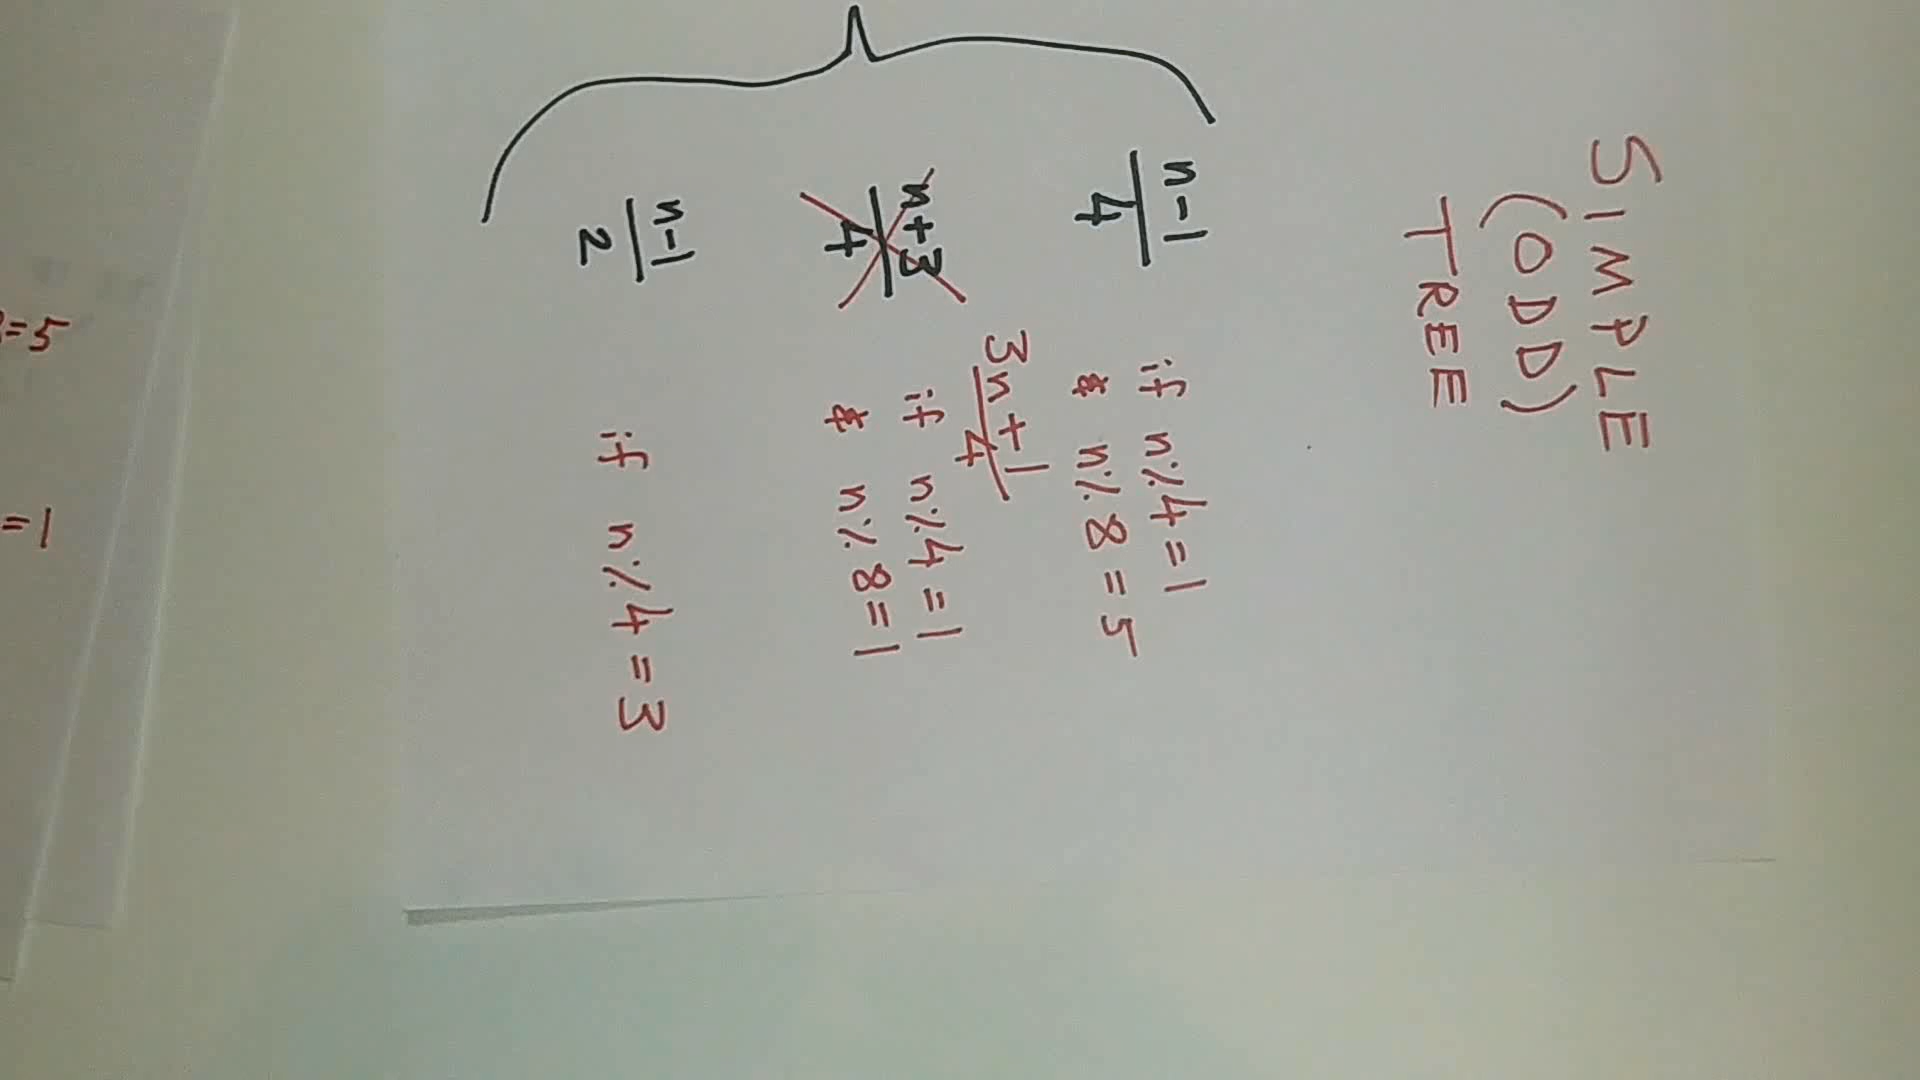 SIMPLE
(ODD)
TREE
n-1
4
if n%4=1
& n%8=5
3n+1
4
n+3
4
if n%4=1
& n%8=1
n-1
2
if n%4=3
=5
=1